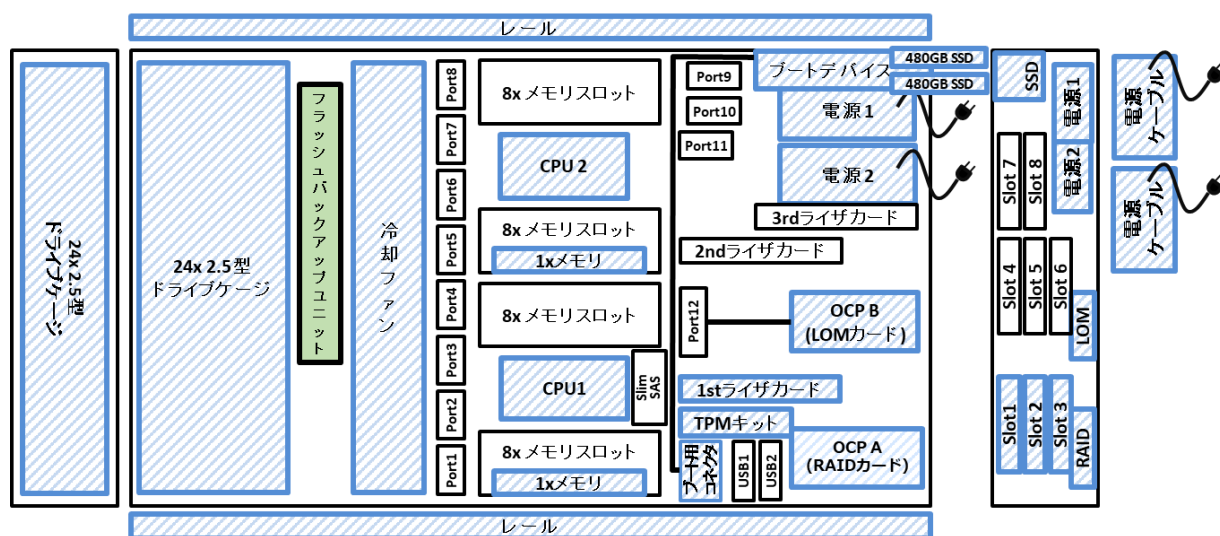 レール
24x 2.5型
ドライブケージ
24x 2.5型
ドライブケージ
フラッシュバックアップユニット
冷却ファン
Port8
Port7
Port6
Port5
Port4
Port3
Port2
Port1
8x メモリスロット
CPU 2
8x メモリスロット
1xメモリ
8x メモリスロット
CPU1
Slim
SAS
8x メモリスロット
1xメモリ
Port9
Port10
Port11
ブートデバイス
480GB SSD
480GB SSD
電源1
電源2
3rdライザカード
2ndライザカード
Port12
OCP B
(LOMカード)
1stライザカード
TPMキット
ブート用
コネクタ
USB1
USB2
OCP A
(RAIDカード)
SSD
電源1
電源2
Slot 7
Slot 8
Slot 4
Slot 5
Slot 6
LOM
Slot1
Slot 2
Slot 3
RAID
電源
ケーブル
電源
ケーブル
レール